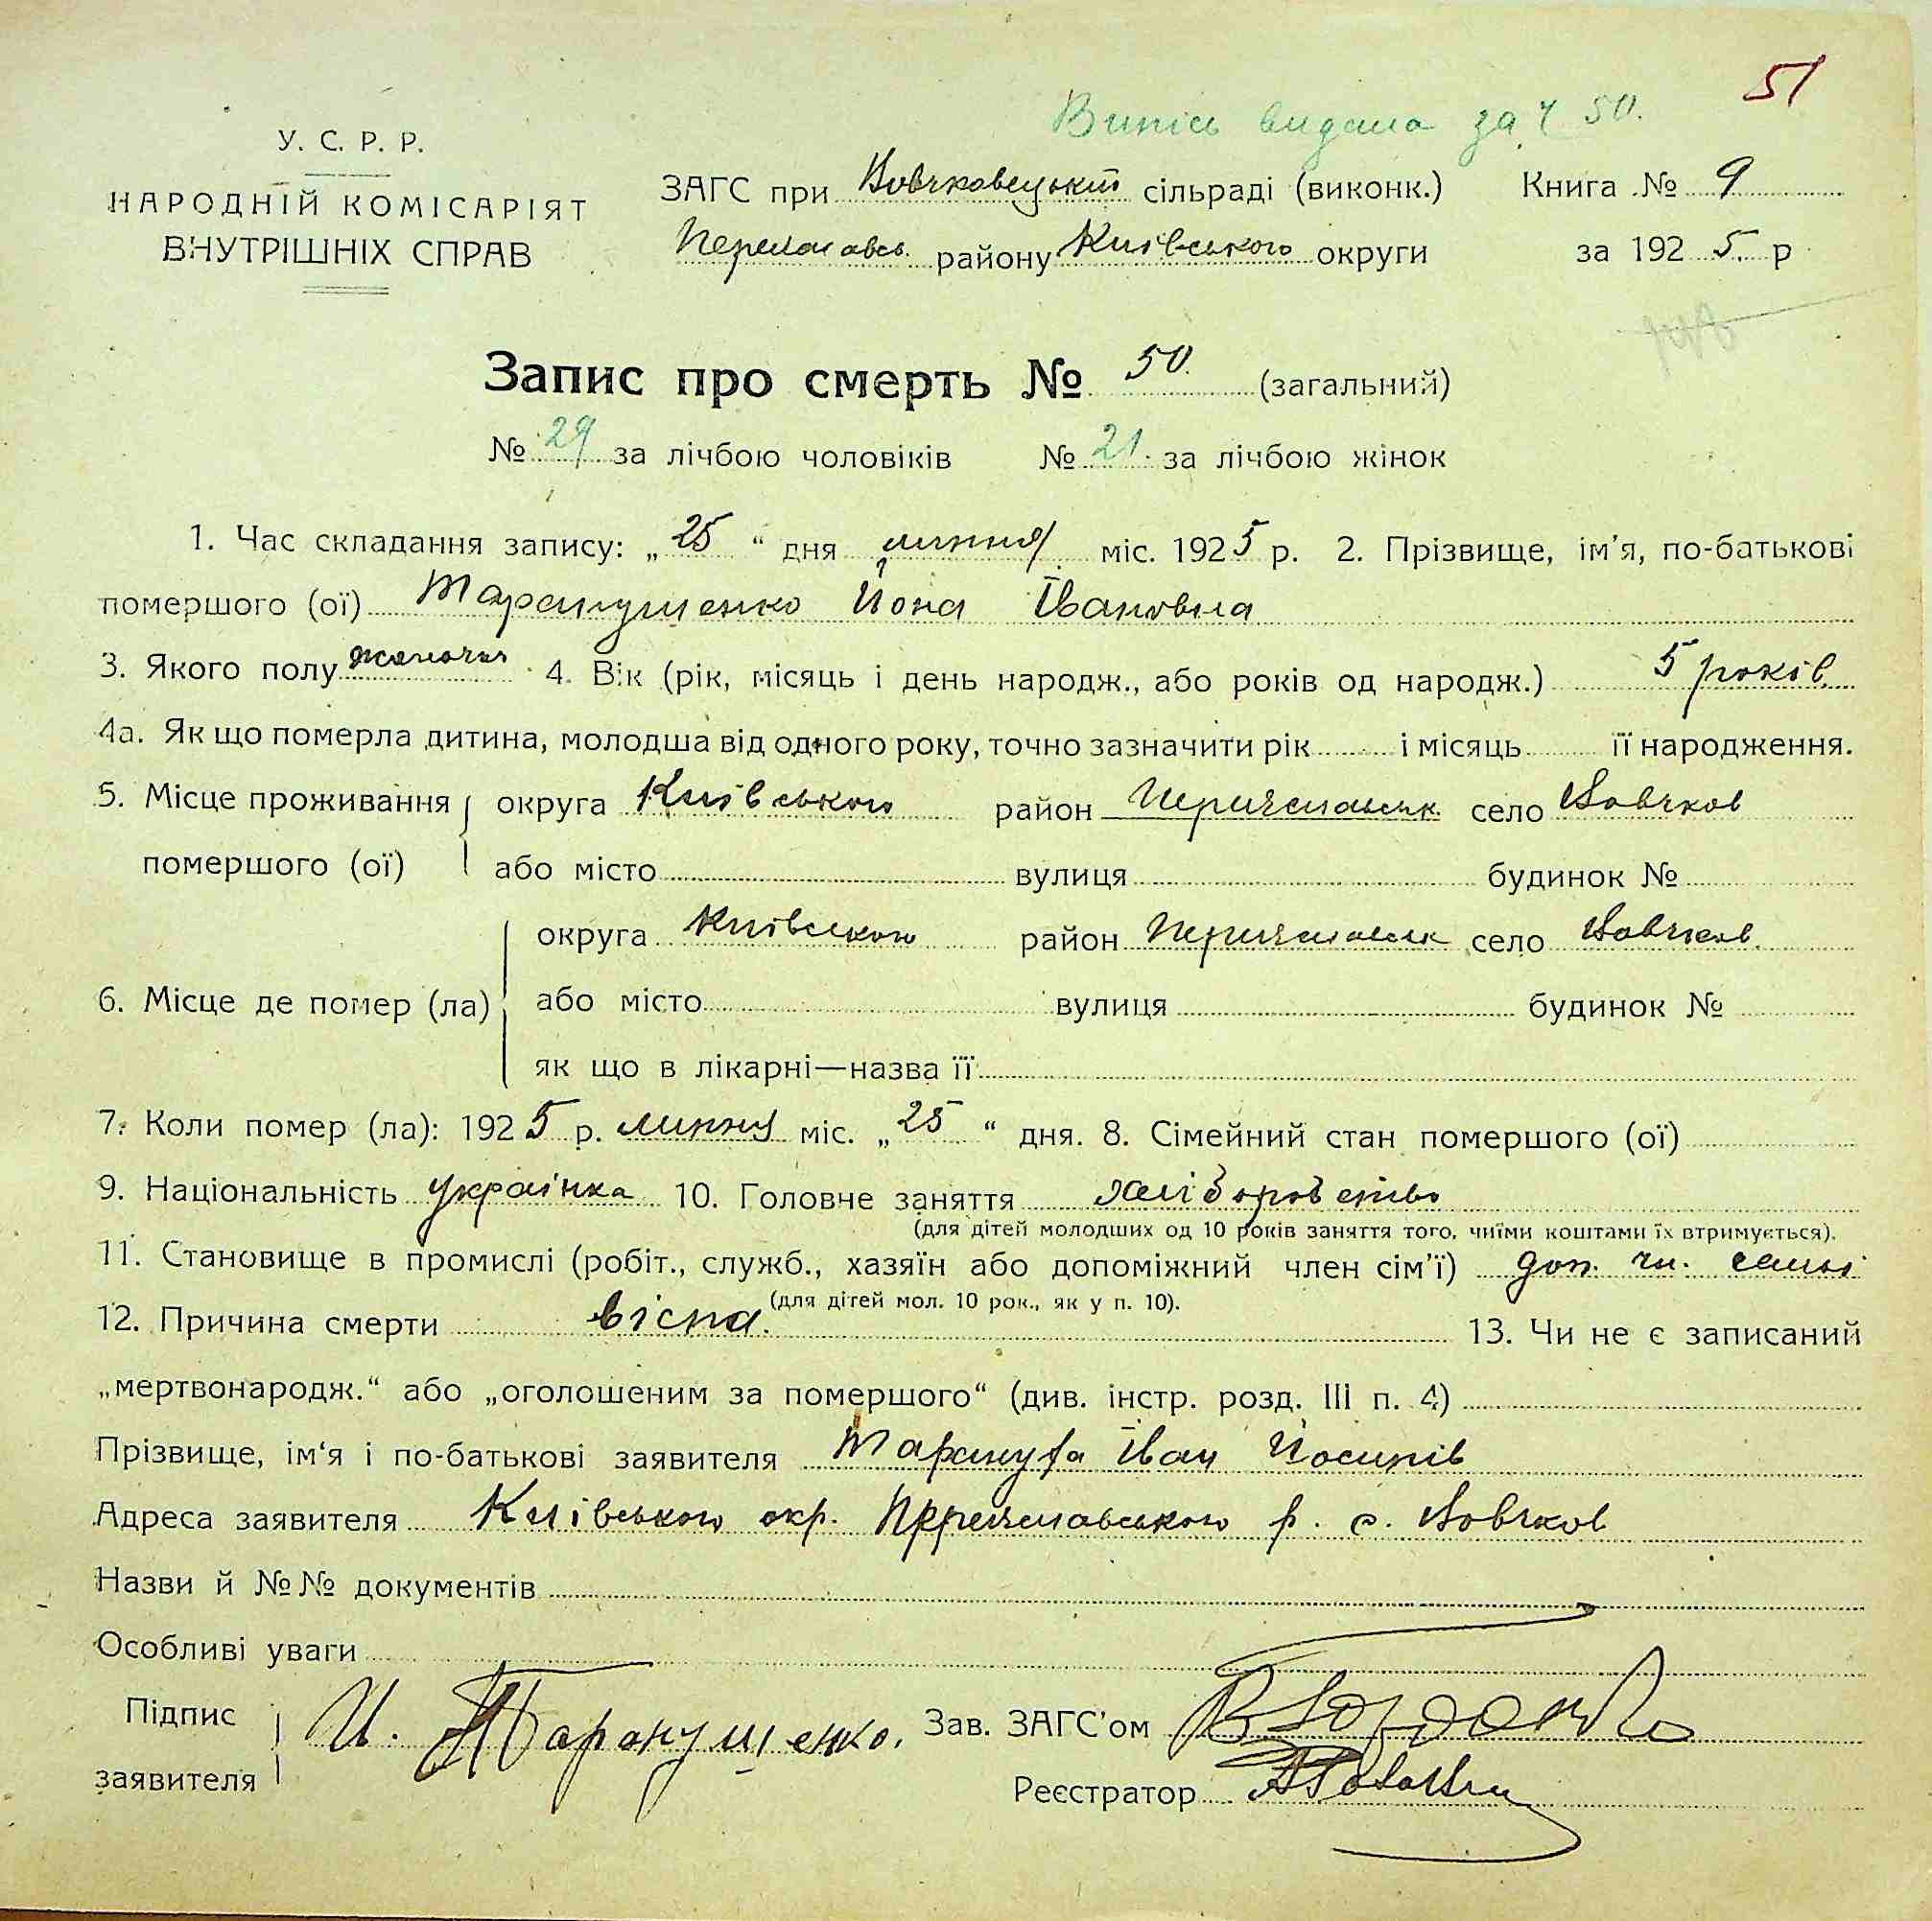 51
Випись видана за ч 50.
У. С. Р. Р.
НАРОДНІЙ КОМІСАРІЯТ
ВНУТРІШНІХ СПРАВ
ЗАГС при Вовчковецькій сільраді (виконк.) Книга № 9
району Київського округи за 1925. р
Запис про смерть № 50. (загальний)
№ 29 за лічбою чоловіків № 21. за лічбою жінок
1. Час складання запису: „25“ дня липня міс. 1925 р. 2. Прізвище, ім'я, по-батькові
помершого (ої) Таранушенко Йона Івановна
3. Якого полу жіночого 4. Вік (рік, місяць і день народж., або років од народж.) 5 років
4а. Як що померла дитина, молодша від одного року, точно зазначити рік і місяць її народження.
5. Місце проживання округа Київського район Переяславськ. село Вовчков
помершого (ої) або місто вулиця будинок №
округа Київського район Переяславськ село Вовчков.
6. Місце де помер (ла) або місто вулиця будинок №
як що в лікарні—назва її
7. Коли помер (ла): 1925 р. липня міс. „25“ дня. 8. Сімейний стан помершого (ої)
9. Національність українка 10. Головне заняття хліборобство
(для дітей молодших од 10 років заняття того, чиїми коштами їх втримується).
11. Становище в промислі (робіт., служб., хазяїн або допоміжний член сім'ї) доп. чл. семьі
(для дітей мол. 10 рок., як у п. 10).
12. Причина смерти віспа. 13. Чи не є записаний
„мертвонародж.“ або „оголошеним за помершого“ (див. інстр. розд. III п. 4)
Прізвище, ім'я і по-батькові заявителя Іван Йосипів
Адреса заявителя Київського окр. Переяславського р. с. Вовчков
Назви й №№ документів
Особливі уваги
Підпис заявителя И. Таранушенко. Зав. ЗАГС'ом
Реєстратор